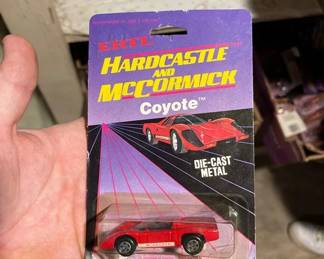 ERTL
HARDCASTLE
AND
MCCORMICK
Coyote™
DIE-CAST
METAL